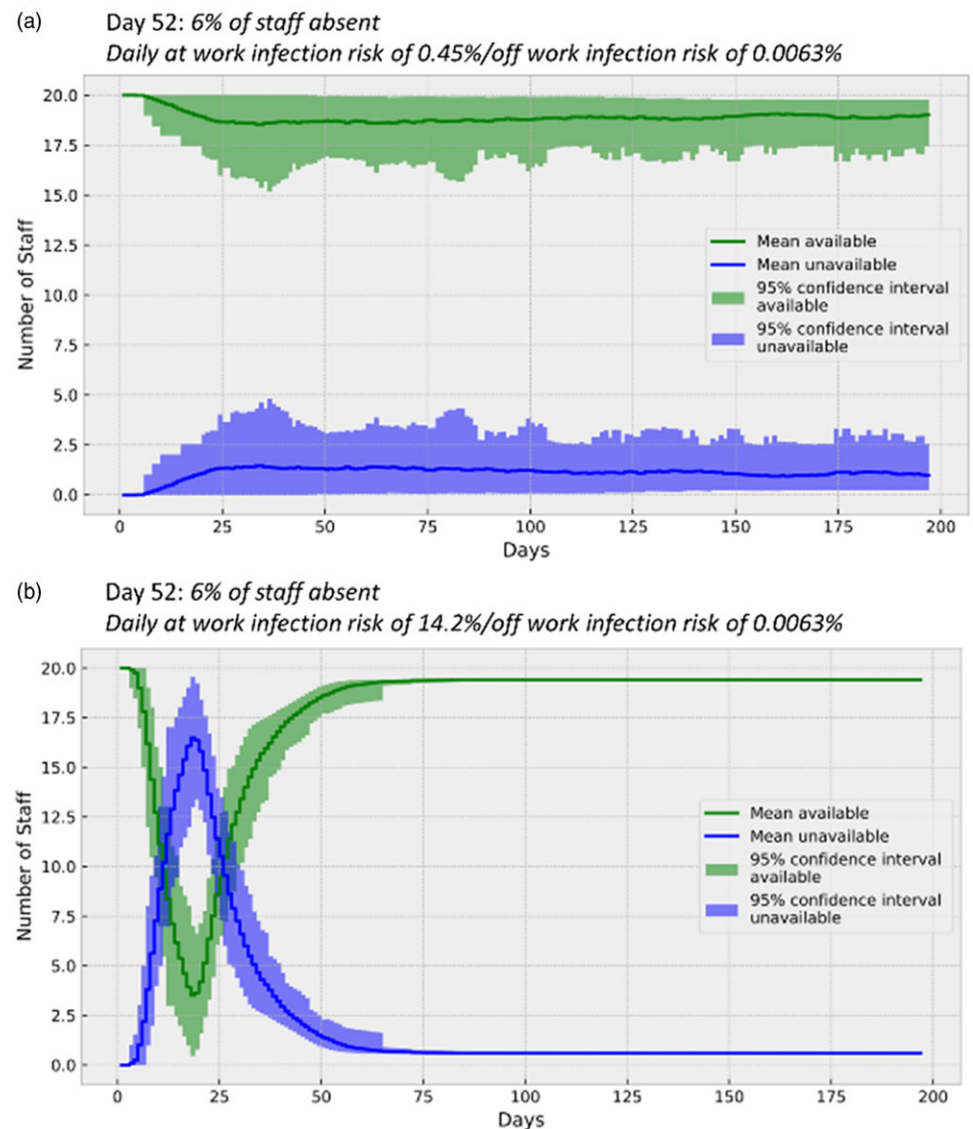 (a)
Day 52: 6% of staff absent
Daily at work infection risk of 0.45%/off work infection risk of 0.0063%
20.0
17.5
15.0
12.5
10.0
7.5
5.0
2.5
0.0
Number of Staff
Mean available
Mean unavailable
95% confidence interval
available
95% confidence interval
unavailable
0 25 50 75 100 125 150 175 200
Days
(b)
Day 52: 6% of staff absent
Daily at work infection risk of 14.2%/off work infection risk of 0.0063%
20.0
17.5
15.0
12.5
10.0
7.5
5.0
2.5
0.0
Number of Staff
Mean available
Mean unavailable
95% confidence interval
available
95% confidence interval
unavailable
0 25 50 75 100 125 150 175 200
Days